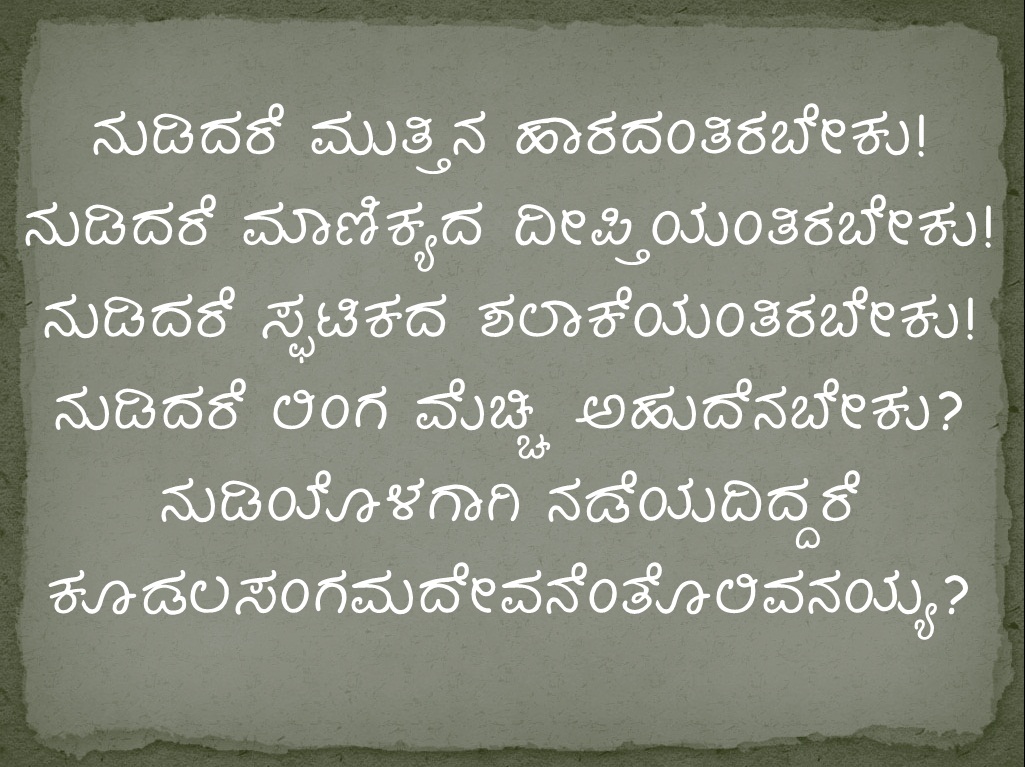 ನುಡಿದರೆ ಮುತ್ತಿನ ಹಾರದಂತಿರಬೇಕು!
ನುಡಿದರೆ ಮಾಣಿಕ್ಯದ ದೀಪ್ತಿಯಂತಿರಬೇಕು!
ನುಡಿದರೆ ಸ್ಫಟಿಕದ ಶಲಾಕೆಯಂತಿರಬೇಕು!
ನುಡಿದರೆ ಲಿಂಗ ಮೆಚ್ಚಿ ಅಹುದೆನಬೇಕು?
ನುಡಿಯೊಳಗಾಗಿ ನಡೆಯದಿದ್ದರೆ
ಕೂಡಲಸಂಗಮದೇವನೆಂತೊಲಿವನಯ್ಯ?